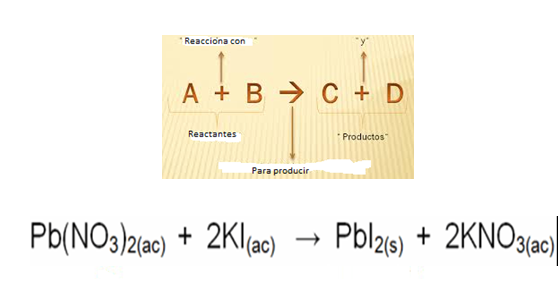 " Reacciona con " "y"
A + B → C + D
Reactantes " Productos"
Para producir
Pb(NO₃)₂(ac) + 2KI(ac) → PbI₂(s) + 2KNO₃(ac)